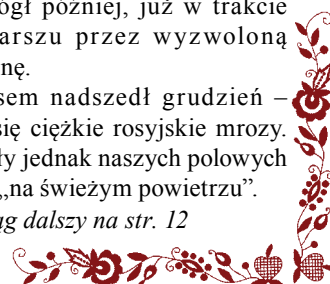 ógł później, już w trakcie
arszu przez wyzwoloną
nę.
sem nadszedł grudzień –
się ciężkie rosyjskie mrozy.
ły jednak naszych polowych
„na świeżym powietrzu”.
ąg dalszy na str. 12